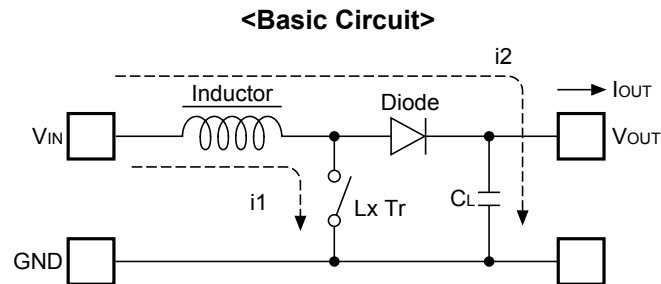 <Basic Circuit>
i2
Inductor
Diode
IOUT
VIN
VOUT
i1
Lx Tr
CL
GND